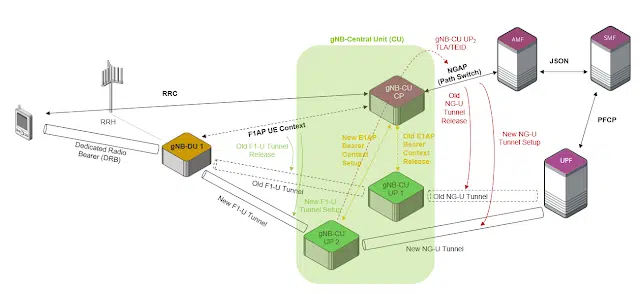 gNB-Central Unit (CU)
gNB-CU UP2
TLA/TEID
AMF
SMF
JSON
NGAP
(Path Switch)
RRC
gNB-CU
CP
Old
NG-U
Tunnel
Release
PFCP
RRH
F1AP UE Context
New NG-U
Tunnel Setup
gNB-DU 1
Old F1-U Tunnel
Release
New E1AP
Bearer
Context
Setup
Old E1AP
Bearer
Context
Release
Dedicated Radio
Bearer (DRB)
UPF
Old F1-U Tunnel
gNB-CU
UP 1
Old NG-U Tunnel
New F1-U
Tunnel Setup
New F1-U Tunnel
gNB-CU
UP 2
New NG-U Tunnel